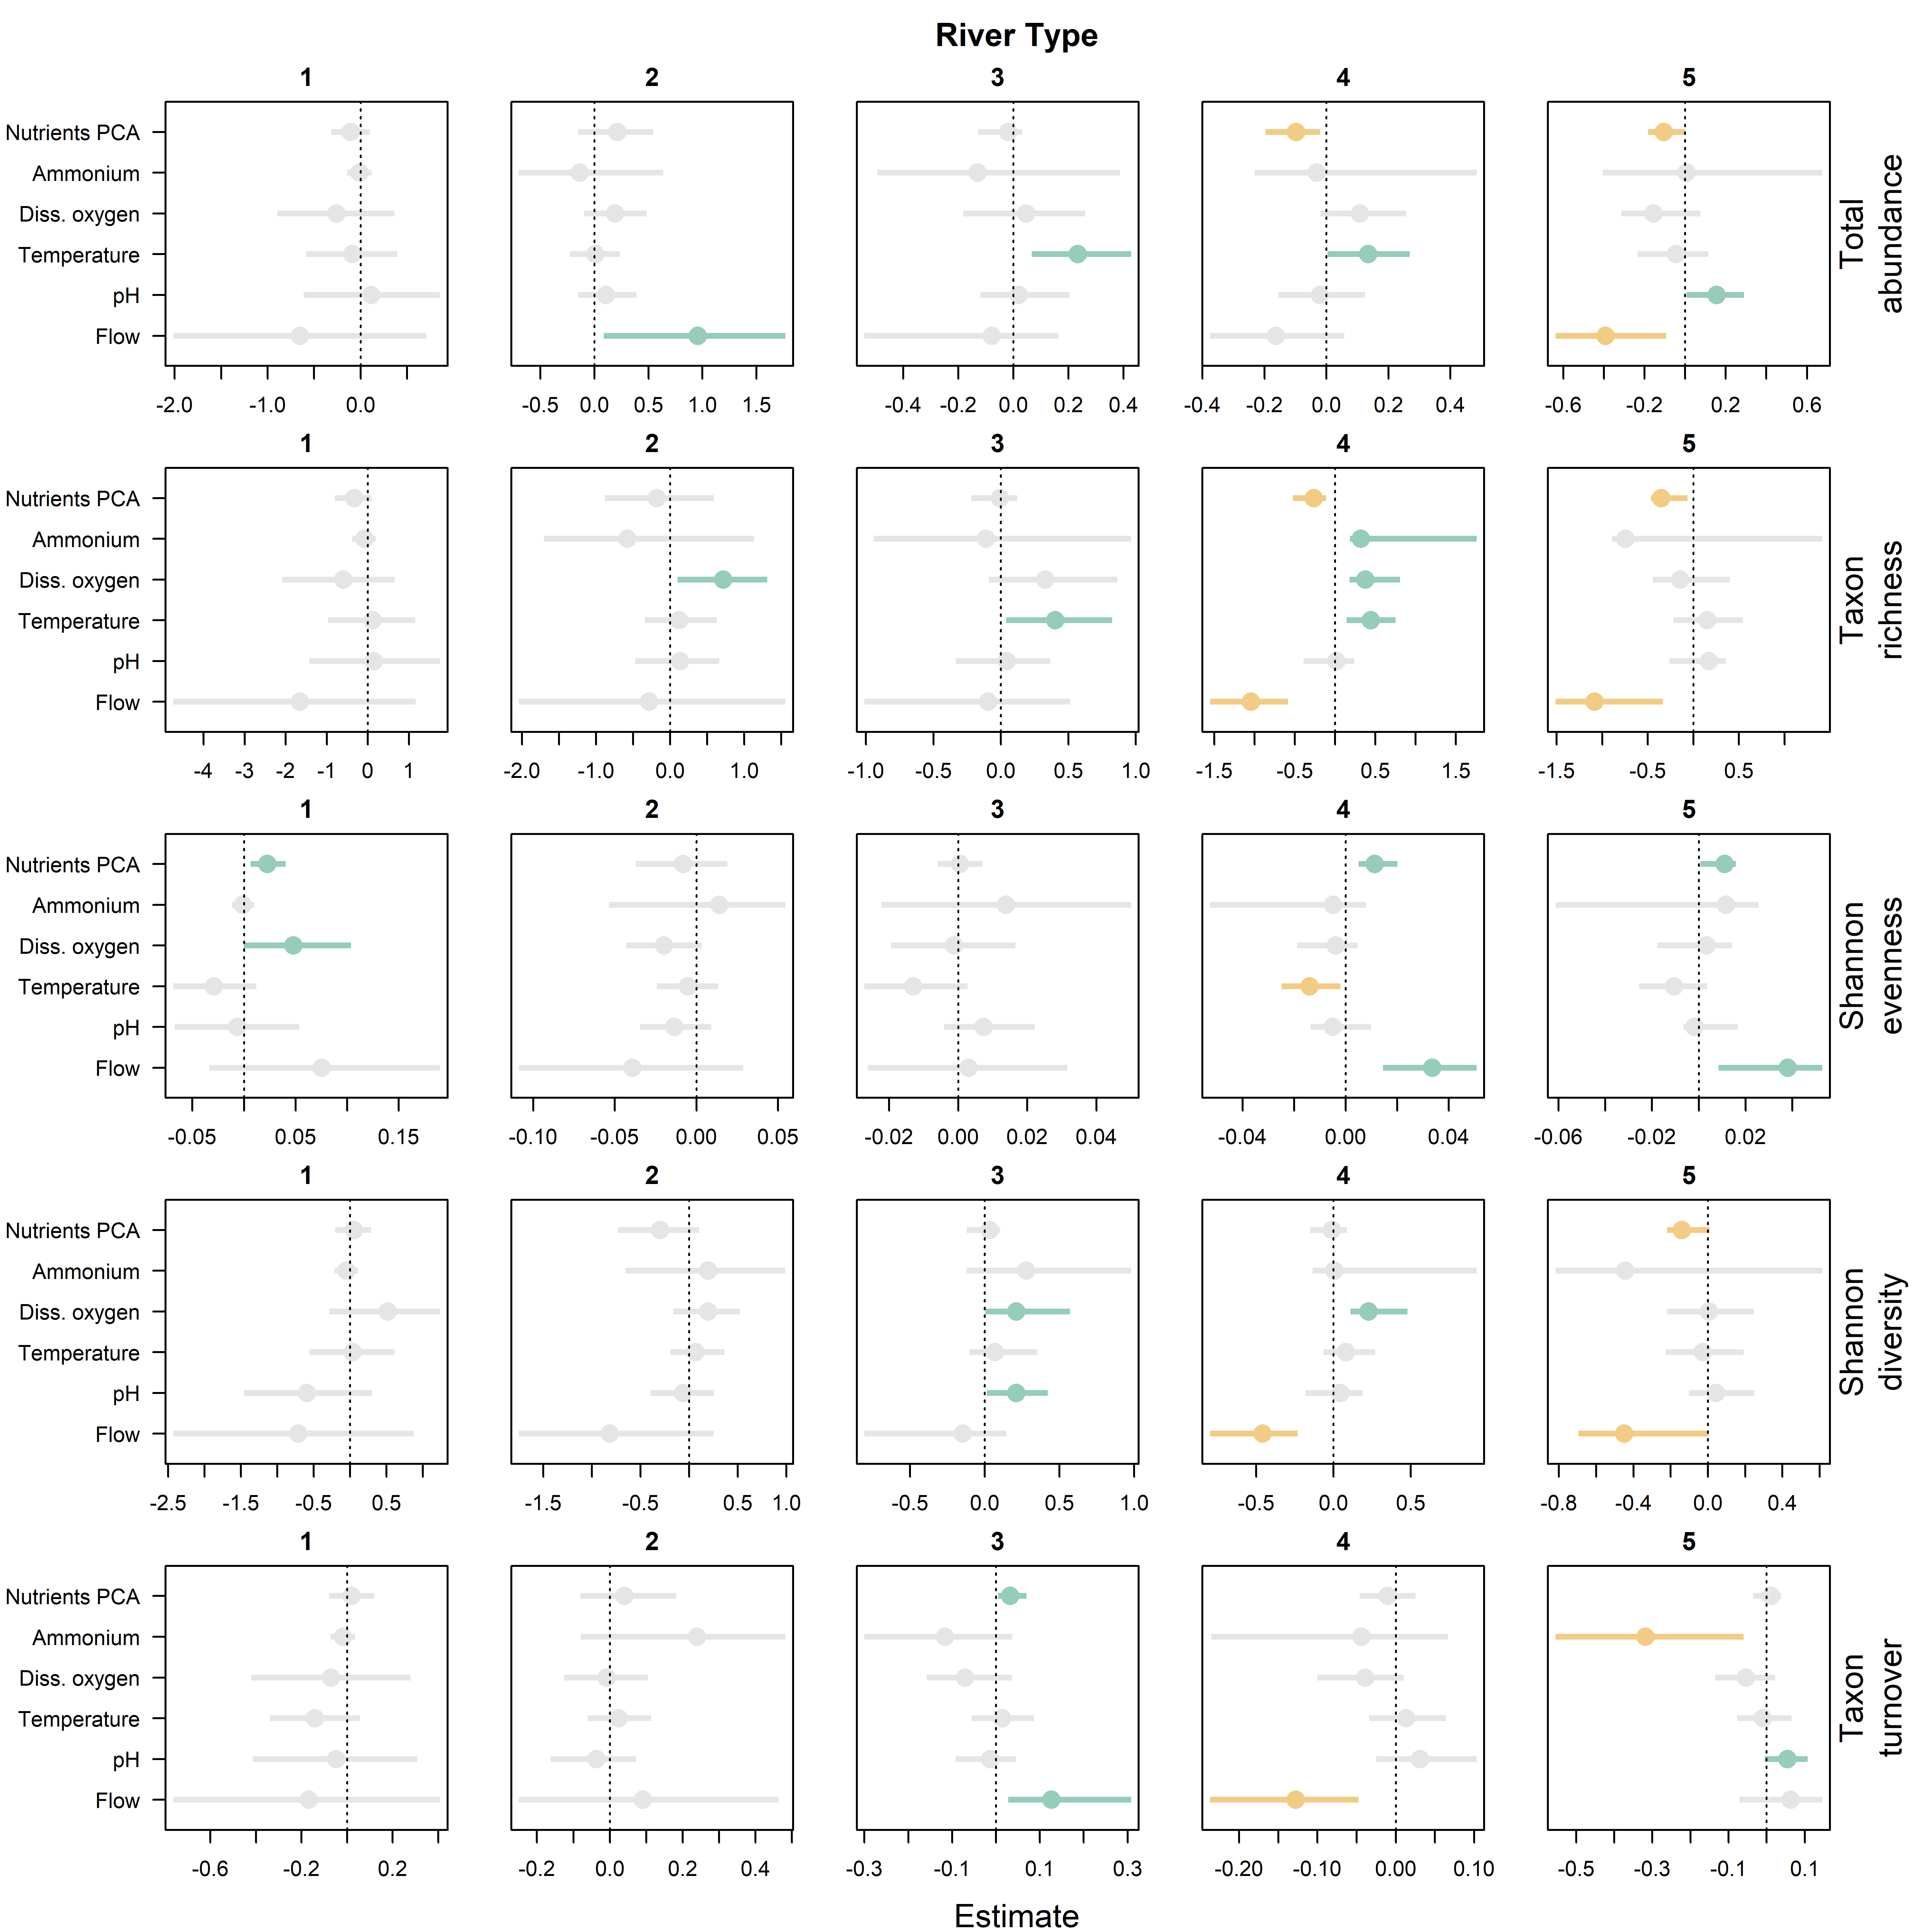 River Type
1 2 3 4 5
Nutrients PCA
Ammonium
Diss. oxygen
Temperature
pH
Flow
Total
abundance
-2.0 -1.0 0.0 -0.5 0.0 0.5 1.0 1.5 -0.4 -0.2 0.0 0.2 0.4 -0.4 -0.2 0.0 0.2 0.4 -0.6 -0.2 0.2 0.6
1 2 3 4 5
Nutrients PCA
Ammonium
Diss. oxygen
Temperature
pH
Flow
Taxon
richness
-4 -3 -2 -1 0 1 -2.0 -1.0 0.0 1.0 -1.0 -0.5 0.0 0.5 1.0 -1.5 -0.5 0.5 1.5 -1.5 -0.5 0.5
1 2 3 4 5
Nutrients PCA
Ammonium
Diss. oxygen
Temperature
pH
Flow
Shannon
evenness
-0.05 0.05 0.15 -0.10 -0.05 0.00 0.05 -0.02 0.00 0.02 0.04 -0.04 0.00 0.04 -0.06 -0.02 0.02
1 2 3 4 5
Nutrients PCA
Ammonium
Diss. oxygen
Temperature
pH
Flow
Shannon
diversity
-2.5 -1.5 -0.5 0.5 -1.5 -0.5 0.5 1.0 -0.5 0.0 0.5 1.0 -0.5 0.0 0.5 -0.8 -0.4 0.0 0.4
1 2 3 4 5
Nutrients PCA
Ammonium
Diss. oxygen
Temperature
pH
Flow
Taxon
turnover
-0.6 -0.2 0.2 -0.2 0.0 0.2 0.4 -0.3 -0.1 0.1 0.3 -0.20 -0.10 0.00 0.10 -0.5 -0.3 -0.1 0.1
Estimate